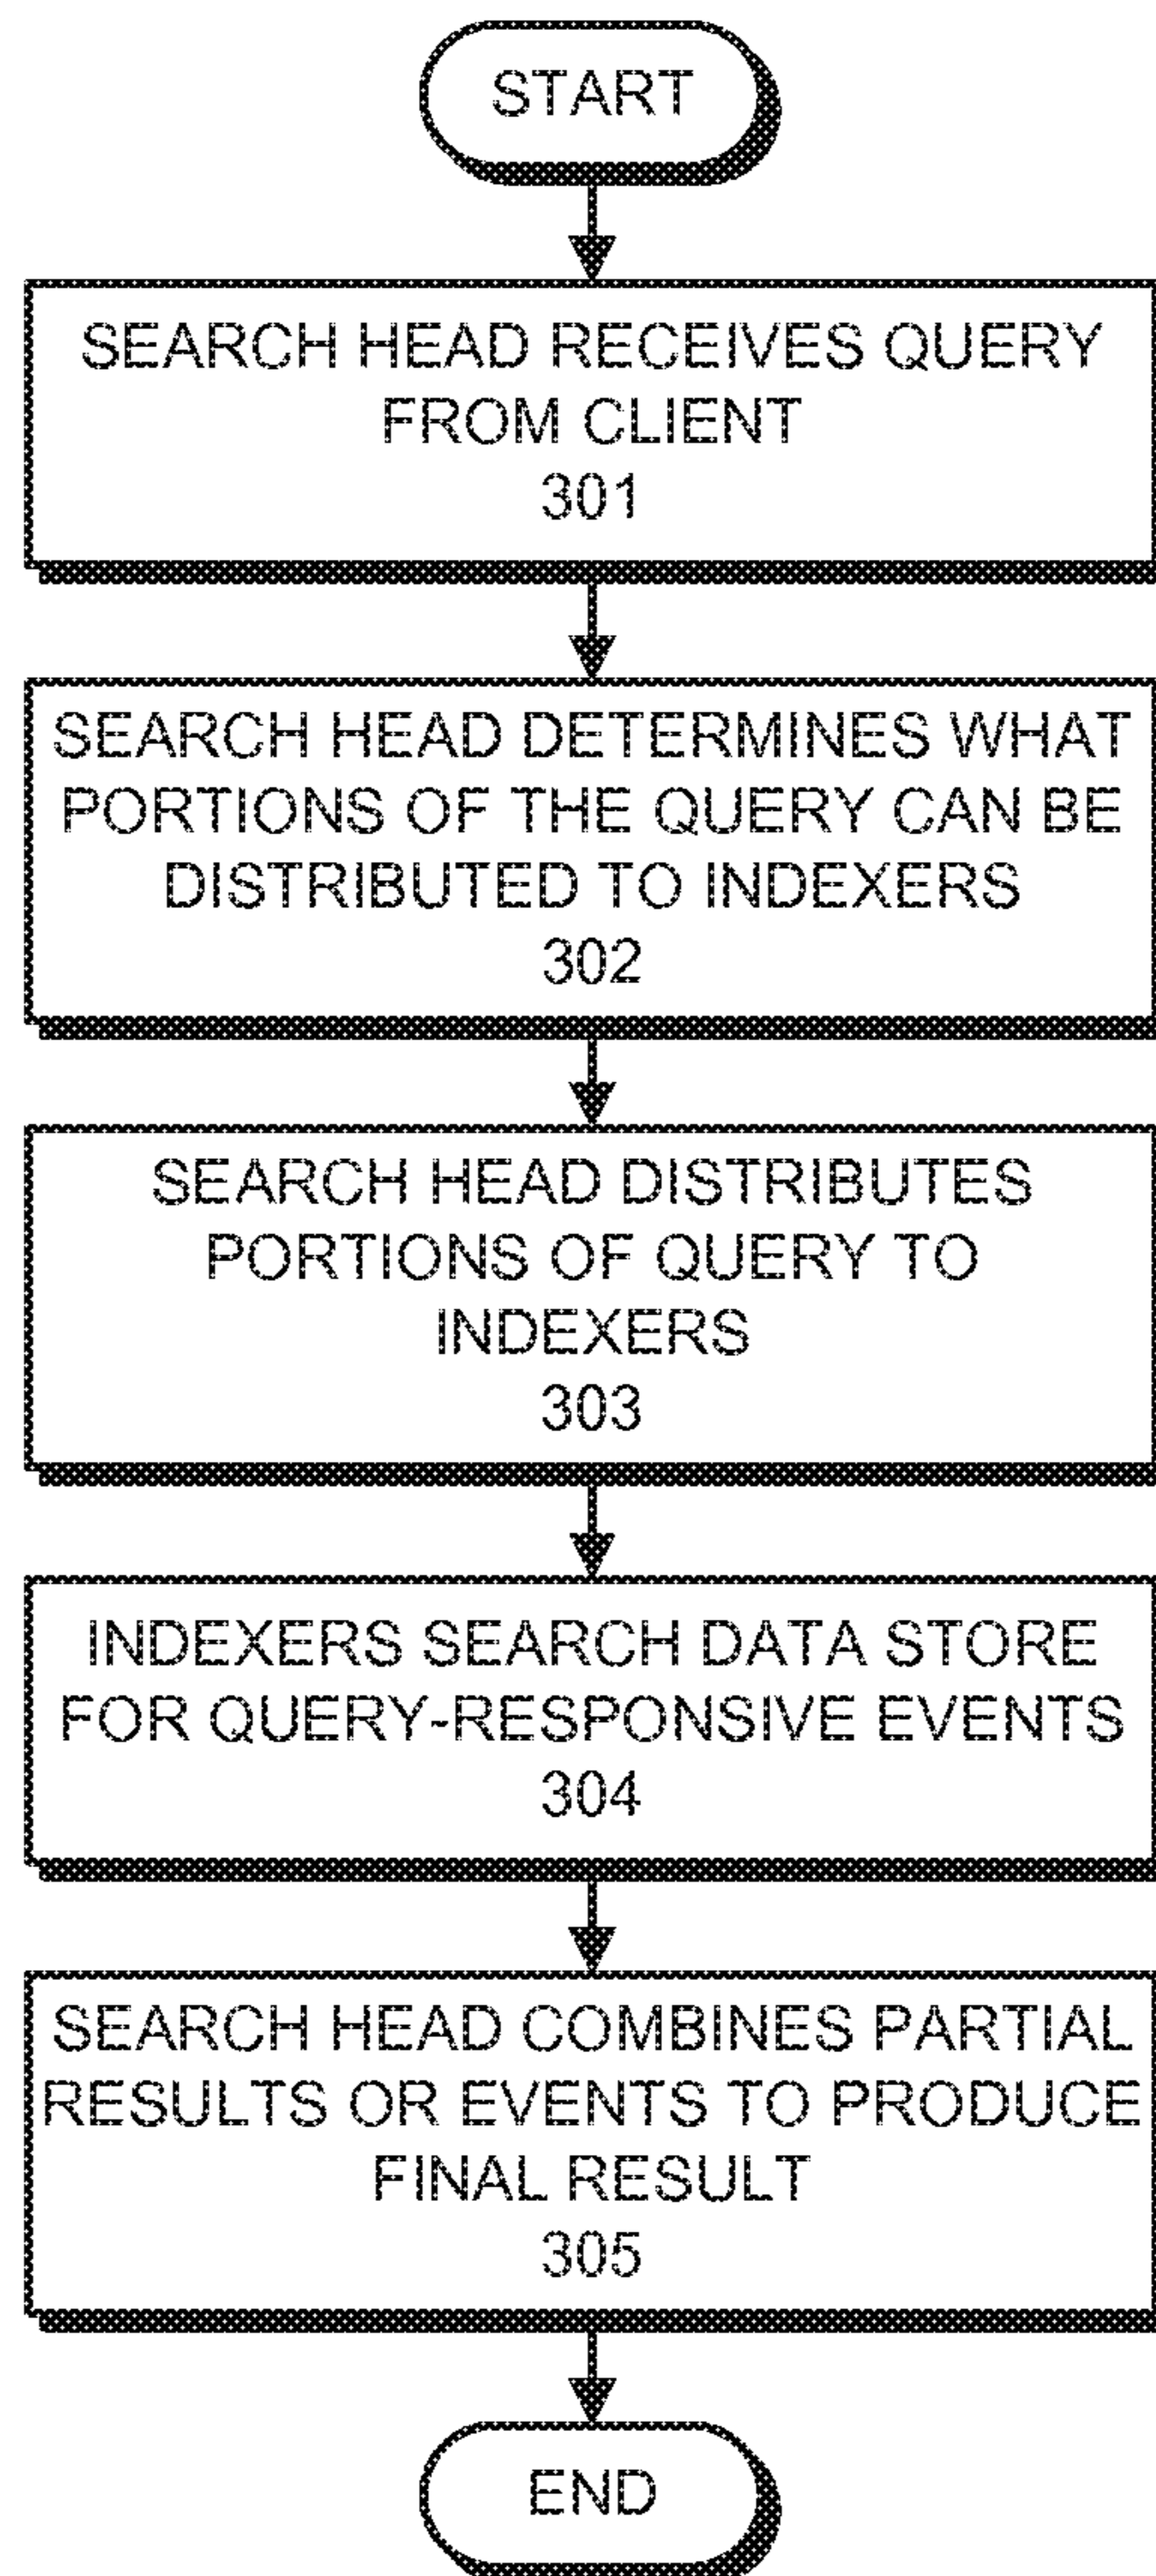 START
SEARCH HEAD RECEIVES QUERY
FROM CLIENT
301
SEARCH HEAD DETERMINES WHAT
PORTIONS OF THE QUERY CAN BE
DISTRIBUTED TO INDEXERS
302
SEARCH HEAD DISTRIBUTES
PORTIONS OF QUERY TO
INDEXERS
303
INDEXERS SEARCH DATA STORE
FOR QUERY-RESPONSIVE EVENTS
304
SEARCH HEAD COMBINES PARTIAL
RESULTS OR EVENTS TO PRODUCE
FINAL RESULT
305
END